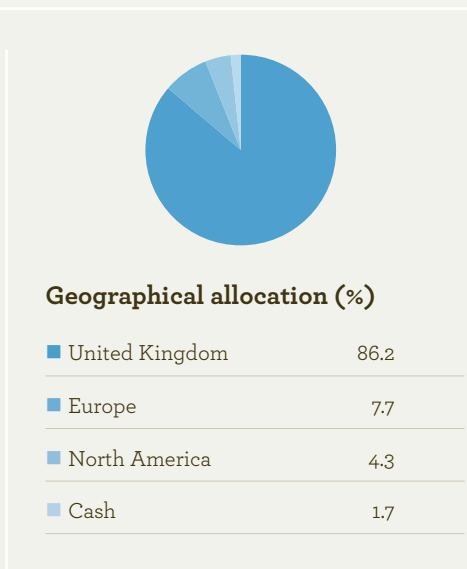 Geographical allocation (%)
United Kingdom 86.2
Europe 7.7
North America 4.3
Cash 1.7